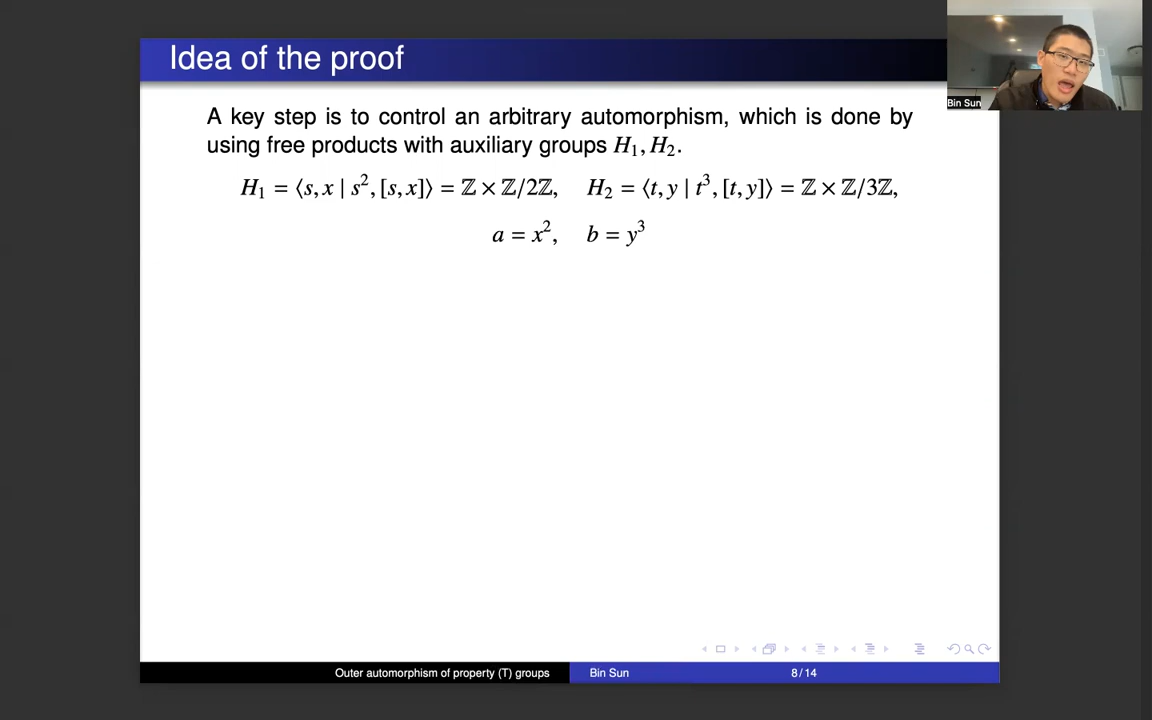 Idea of the proof
Bin Sun
A key step is to control an arbitrary automorphism, which is done by
using free products with auxiliary groups H₁, H₂.
H₁ = ⟨s, x | s², [s, x]⟩ = ℤ × ℤ/2ℤ, H₂ = ⟨t, y | t³, [t, y]⟩ = ℤ × ℤ/3ℤ,
a = x², b = y³
Outer automorphism of property (T) groups
Bin Sun
8 / 14